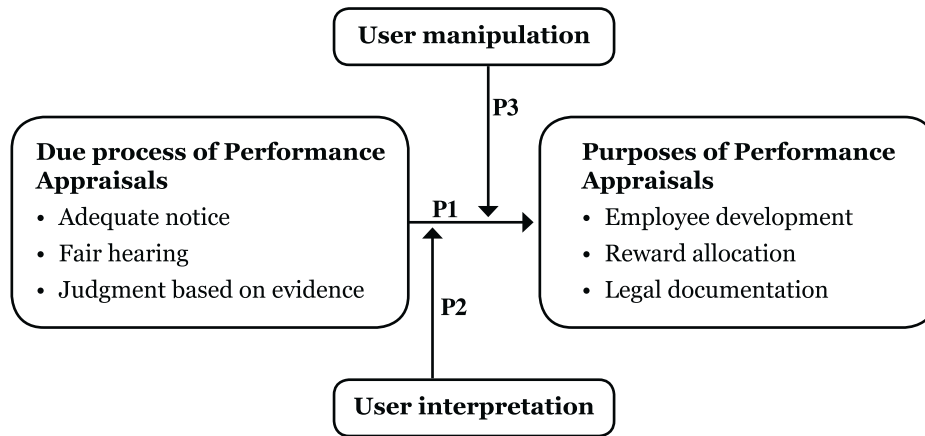 User manipulation
P3
Due process of Performance
Appraisals
• Adequate notice
• Fair hearing
• Judgment based on evidence
P1
Purposes of Performance
Appraisals
• Employee development
• Reward allocation
• Legal documentation
P2
User interpretation